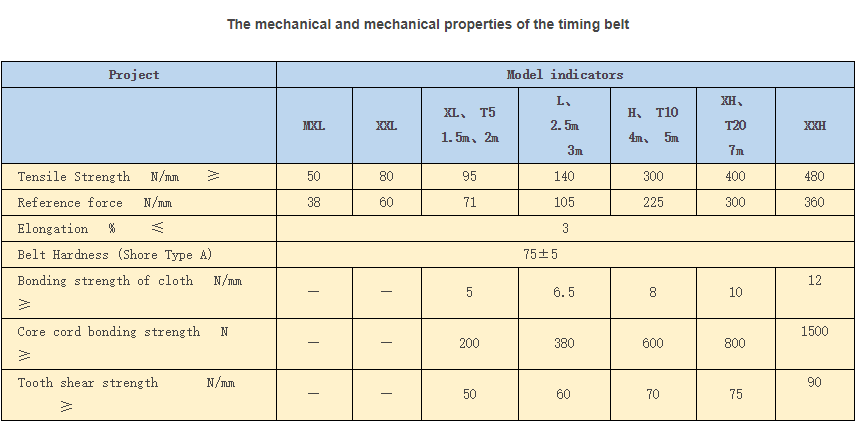 The mechanical and mechanical properties of the timing belt
Project Model indicators
MXL XXL XL、 T5 1.5m、2m L、 2.5m 3m H、 T10 4m、 5m XH、 T20 7m XXH
Tensile Strength N/mm ≥ 50 80 95 140 300 400 480
Reference force N/mm 38 60 71 105 225 300 360
Elongation % ≤ 3
Belt Hardness (Shore Type A) 75±5
Bonding strength of cloth N/mm ≥ — — 5 6.5 8 10 12
Core cord bonding strength N ≥ — — 200 380 600 800 1500
Tooth shear strength N/mm ≥ — — 50 60 70 75 90